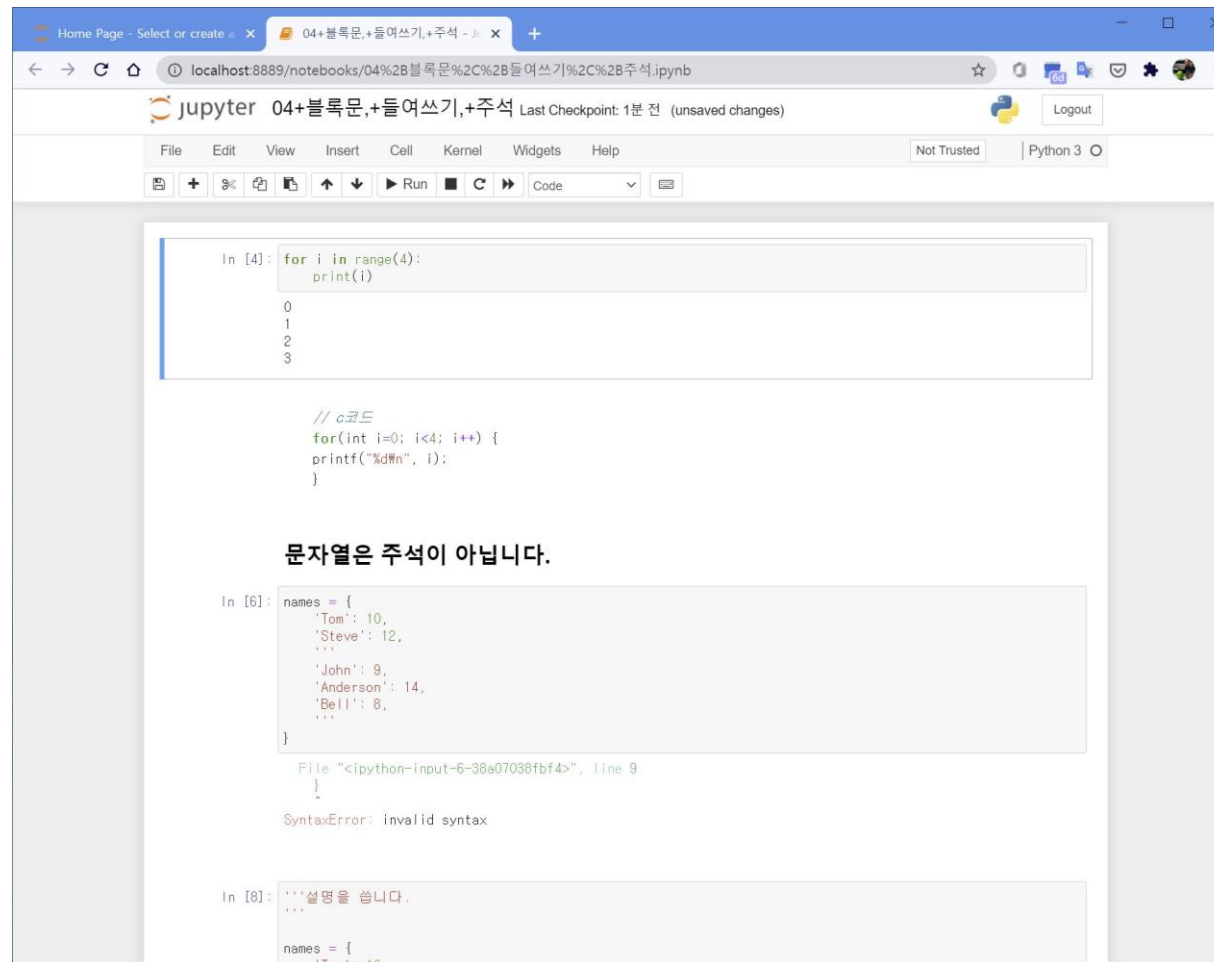 Home Page - Select or create a
04+블록문,+들여쓰기,+주석 - Ju
localhost:8889/notebooks/04%2B블록문%2C%2B들여쓰기%2C%2B주석.ipynb
6d
jupyter 04+블록문,+들여쓰기,+주석 Last Checkpoint: 1분 전 (unsaved changes)
Logout
File Edit View Insert Cell Kernel Widgets Help
Not Trusted
Python 3
Run
Code
In [4]: for i in range(4):
print(i)
0
1
2
3
// c코드
for(int i=0; i<4; i++) {
printf("%d₩n", i);
}
문자열은 주석이 아닙니다.
In [6]: names = {
'Tom': 10,
'Steve': 12,
'''
'John': 9,
'Anderson': 14,
'Bell': 8,
'''
}
File "<ipython-input-6-38a07038fbf4>", line 9
}
^
SyntaxError: invalid syntax
In [8]: '''설명을 씁니다.
'''
names = {